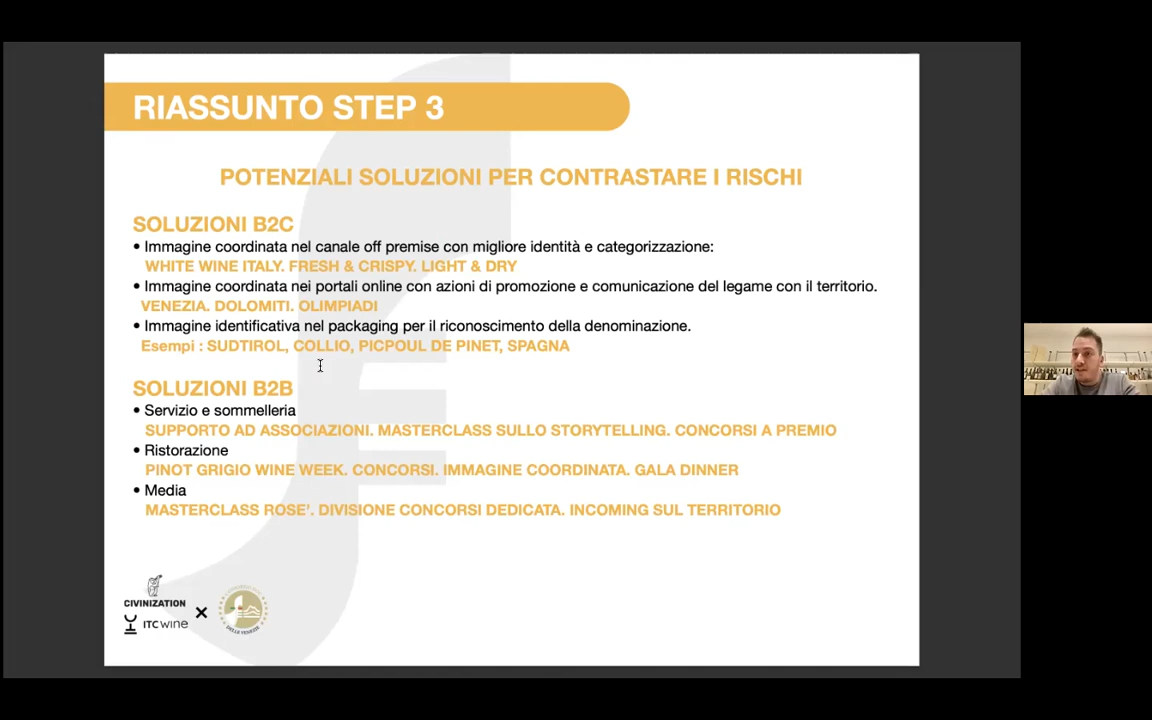 RIASSUNTO STEP 3
POTENZIALI SOLUZIONI PER CONTRASTARE I RISCHI
SOLUZIONI B2C
• Immagine coordinata nel canale off premise con migliore identità e categorizzazione:
WHITE WINE ITALY. FRESH & CRISPY. LIGHT & DRY
• Immagine coordinata nei portali online con azioni di promozione e comunicazione del legame con il territorio.
VENEZIA. DOLOMITI. OLIMPIADI
• Immagine identificativa nel packaging per il riconoscimento della denominazione.
Esempi : SUDTIROL, COLLIO, PICPOUL DE PINET, SPAGNA
SOLUZIONI B2B
• Servizio e sommelleria
SUPPORTO AD ASSOCIAZIONI. MASTERCLASS SULLO STORYTELLING. CONCORSI A PREMIO
• Ristorazione
PINOT GRIGIO WINE WEEK. CONCORSI. IMMAGINE COORDINATA. GALA DINNER
• Media
MASTERCLASS ROSE'. DIVISIONE CONCORSI DEDICATA. INCOMING SUL TERRITORIO
CIVINIZATION
ITC wine
×
DELLE VENEZIE